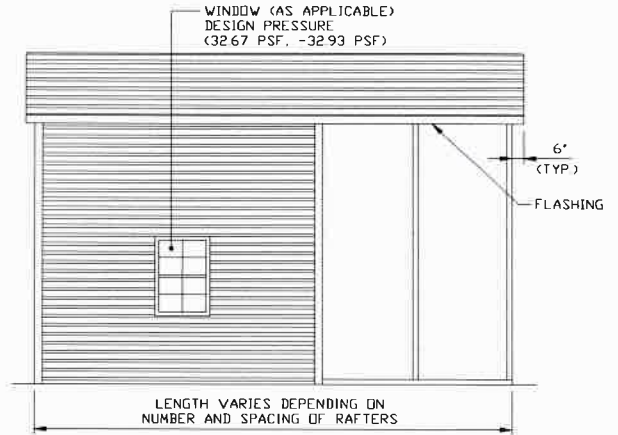 WINDOW (AS APPLICABLE)
DESIGN PRESSURE
(32.67 PSF, -32.93 PSF)
6"
(TYP.)
FLASHING
LENGTH VARIES DEPENDING ON
NUMBER AND SPACING OF RAFTERS